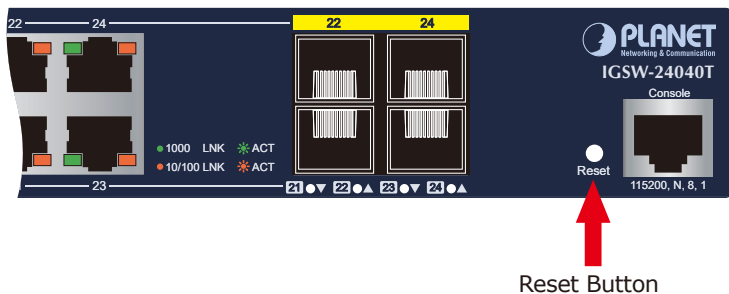 22
24
22
24
PLANET
Networking & Communication
IGSW-24040T
Console
1000 LNK ACT
10/100 LNK ACT
Reset
115200, N, 8, 1
23
21 22 23 24
Reset Button